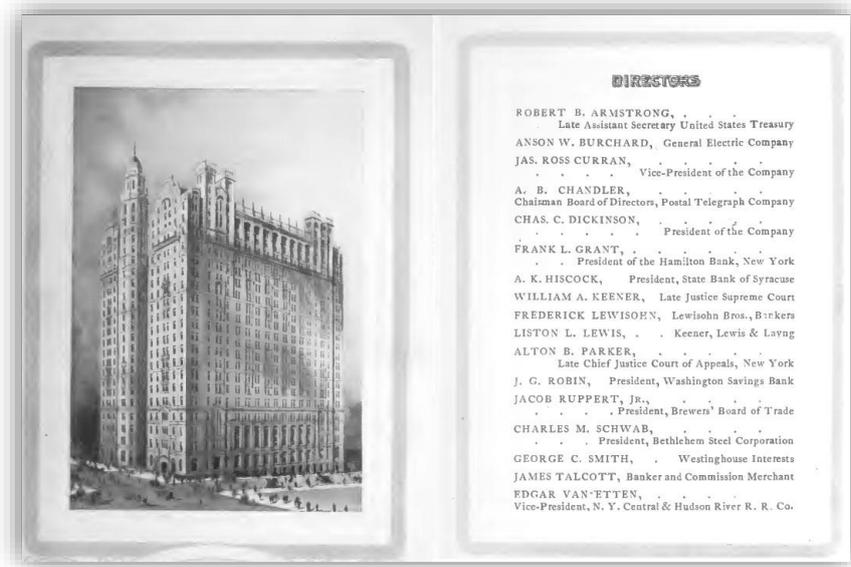 DIRECTORS
ROBERT B. ARMSTRONG, . . .
Late Assistant Secretary United States Treasury
ANSON W. BURCHARD, General Electric Company
JAS. ROSS CURRAN, . . . . .
. . . . Vice-President of the Company
A. B. CHANDLER, . . . . .
Chaisman Board of Directors, Postal Telegraph Company
CHAS. C. DICKINSON, . . . . .
. . . . . President of the Company
FRANK L. GRANT, . . . . . .
. . President of the Hamilton Bank, New York
A. K. HISCOCK, President, State Bank of Syracuse
WILLIAM A. KEENER, Late Justice Supreme Court
FREDERICK LEWISOHN, Lewisohn Bros., Bankers
LISTON L. LEWIS, . . Keener, Lewis & Layng
ALTON B. PARKER, . . . . .
Late Chief Justice Court of Appeals, New York
J. G. ROBIN, President, Washington Savings Bank
JACOB RUPPERT, JR., . . . .
. . . . President, Brewers' Board of Trade
CHARLES M. SCHWAB, . . . .
. . . President, Bethlehem Steel Corporation
GEORGE C. SMITH, . Westinghouse Interests
JAMES TALCOTT, Banker and Commission Merchant
EDGAR VAN ETTEN, . . . .
Vice-President, N. Y. Central & Hudson River R. R. Co.